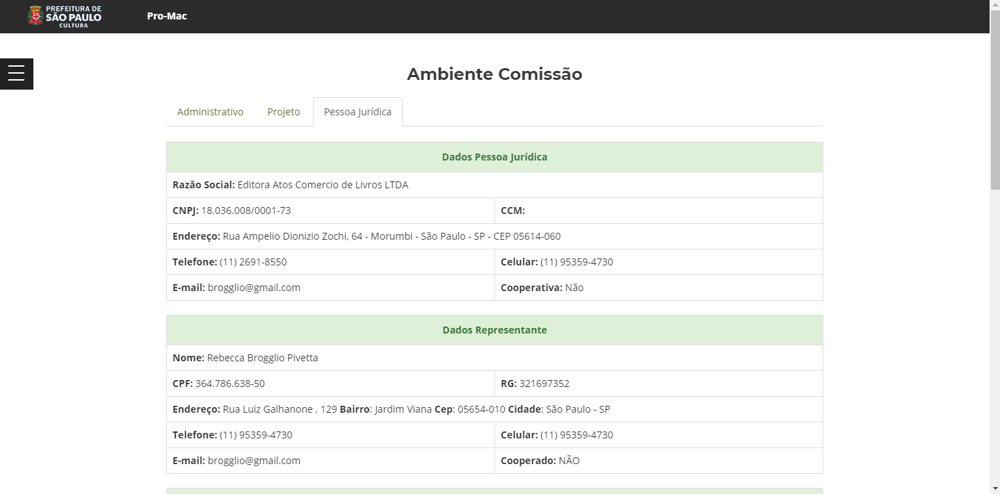 PREFEITURA DE
SÃO PAULO
CULTURA
Pro-Mac
Ambiente Comissão
Administrativo Projeto Pessoa Jurídica
Dados Pessoa Jurídica
Razão Social: Editora Atos Comercio de Livros LTDA
CNPJ: 18.036.008/0001-73 CCM:
Endereço: Rua Ampelio Dionizio Zochi, 64 - Morumbi - São Paulo - SP - CEP 05614-060
Telefone: (11) 2691-8550 Celular: (11) 95359-4730
E-mail: brogglio@gmail.com Cooperativa: Não
Dados Representante
Nome: Rebecca Brogglio Pivetta
CPF: 364.786.638-50 RG: 321697352
Endereço: Rua Luiz Galhanone , 129 Bairro: Jardim Viana Cep: 05654-010 Cidade: São Paulo - SP
Telefone: (11) 95359-4730 Celular: (11) 95359-4730
E-mail: brogglio@gmail.com Cooperado: NÃO